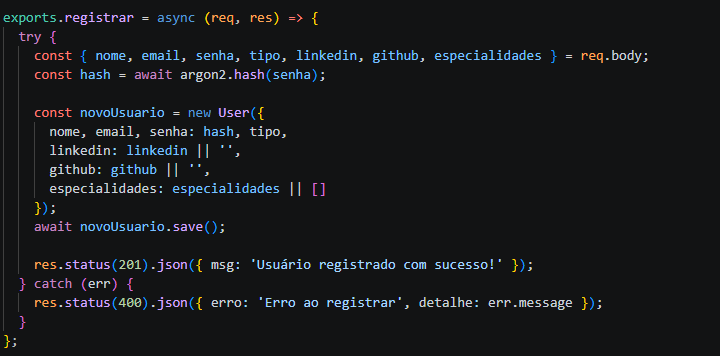 exports.registrar = async (req, res) => {
  try {
    const { nome, email, senha, tipo, linkedin, github, especialidades } = req.body;
    const hash = await argon2.hash(senha);

    const novoUsuario = new User({
      nome, email, senha: hash, tipo,
      linkedin: linkedin || '',
      github: github || '',
      especialidades: especialidades || []
    });
    await novoUsuario.save();

    res.status(201).json({ msg: 'Usuário registrado com sucesso!' });
  } catch (err) {
    res.status(400).json({ erro: 'Erro ao registrar', detalhe: err.message });
  }
};